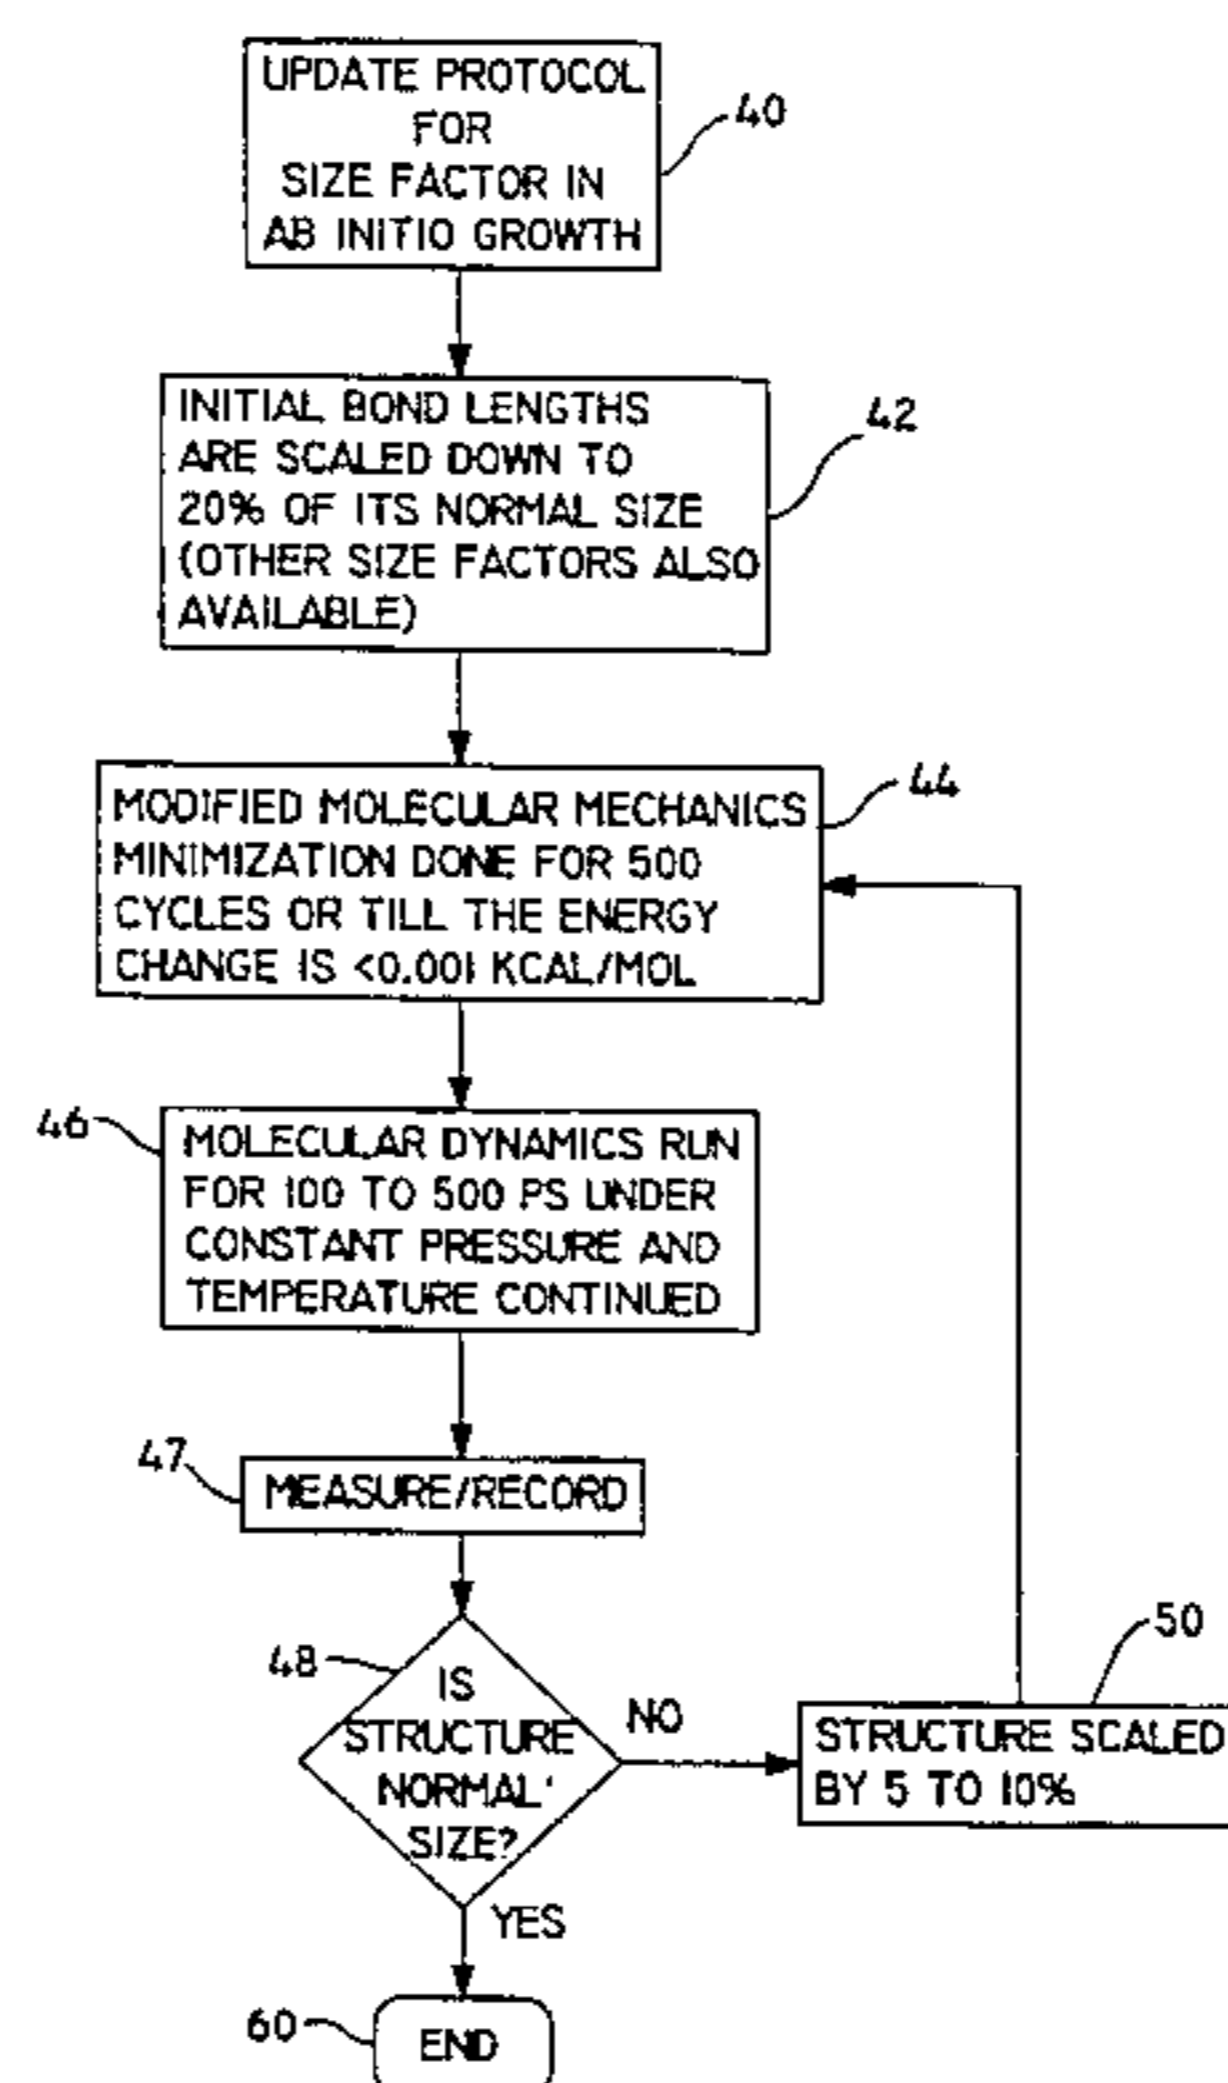 UPDATE PROTOCOL
FOR
SIZE FACTOR IN
AB INITIO GROWTH
40
INITIAL BOND LENGTHS
ARE SCALED DOWN TO
20% OF ITS NORMAL SIZE
(OTHER SIZE FACTORS ALSO
AVAILABLE)
42
MODIFIED MOLECULAR MECHANICS
MINIMIZATION DONE FOR 500
CYCLES OR TILL THE ENERGY
CHANGE IS <0.001 KCAL/MOL
44
46
MOLECULAR DYNAMICS RUN
FOR 100 TO 500 PS UNDER
CONSTANT PRESSURE AND
TEMPERATURE CONTINUED
47
MEASURE/RECORD
48
IS
STRUCTURE
NORMAL'
SIZE?
NO
50
STRUCTURE SCALED
BY 5 TO 10%
YES
60
END